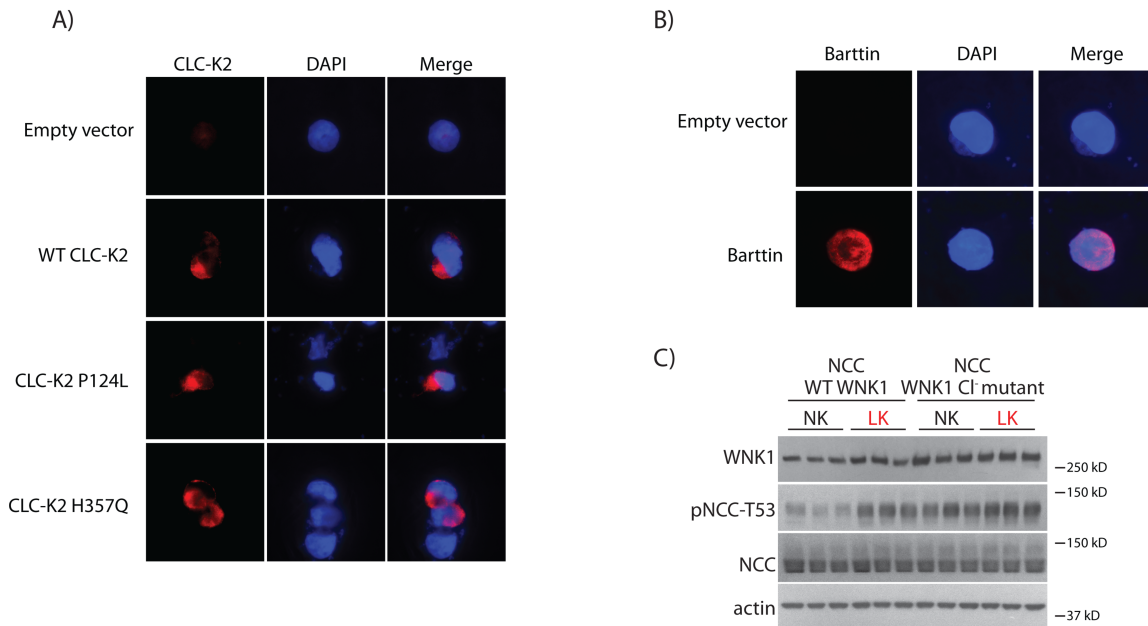 A)
CLC-K2 DAPI Merge
Empty vector
WT CLC-K2
CLC-K2 P124L
CLC-K2 H357Q
B)
Barttin DAPI Merge
Empty vector
Barttin
C)
NCC NCC
WT WNK1 WNK1 Cl⁻ mutant
NK LK NK LK
WNK1
250 kD
150 kD
pNCC-T53
150 kD
NCC
actin
37 kD